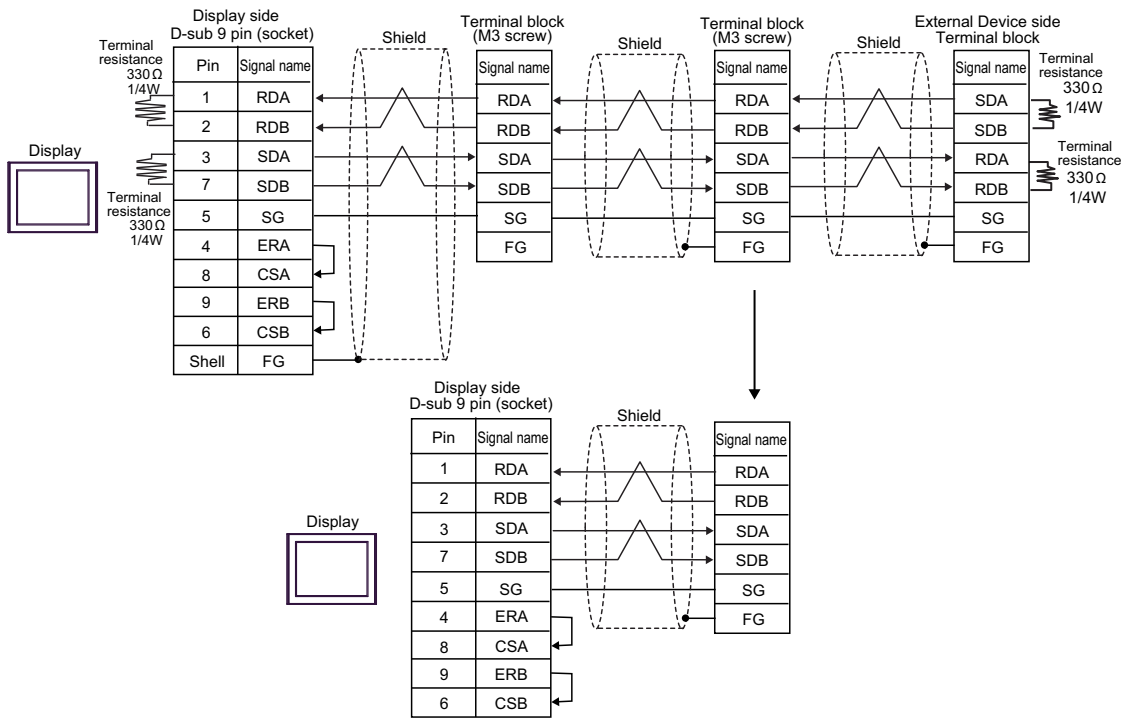 Display side
D-sub 9 pin (socket)
Terminal
resistance
330 Ω
1/4W
Pin Signal name
1 RDA
2 RDB
3 SDA
7 SDB
5 SG
4 ERA
8 CSA
9 ERB
6 CSB
Shell FG
Display
Terminal
resistance
330 Ω
1/4W
Shield
Terminal block
(M3 screw)
Signal name
RDA
RDB
SDA
SDB
SG
FG
Shield
Terminal block
(M3 screw)
Signal name
RDA
RDB
SDA
SDB
SG
FG
Shield
External Device side
Terminal block
Signal name
SDA
SDB
RDA
RDB
SG
FG
Terminal
resistance
330 Ω
1/4W
Terminal
resistance
330 Ω
1/4W
Display side
D-sub 9 pin (socket)
Pin Signal name
1 RDA
2 RDB
3 SDA
7 SDB
5 SG
4 ERA
8 CSA
9 ERB
6 CSB
Display
Shield
Signal name
RDA
RDB
SDA
SDB
SG
FG